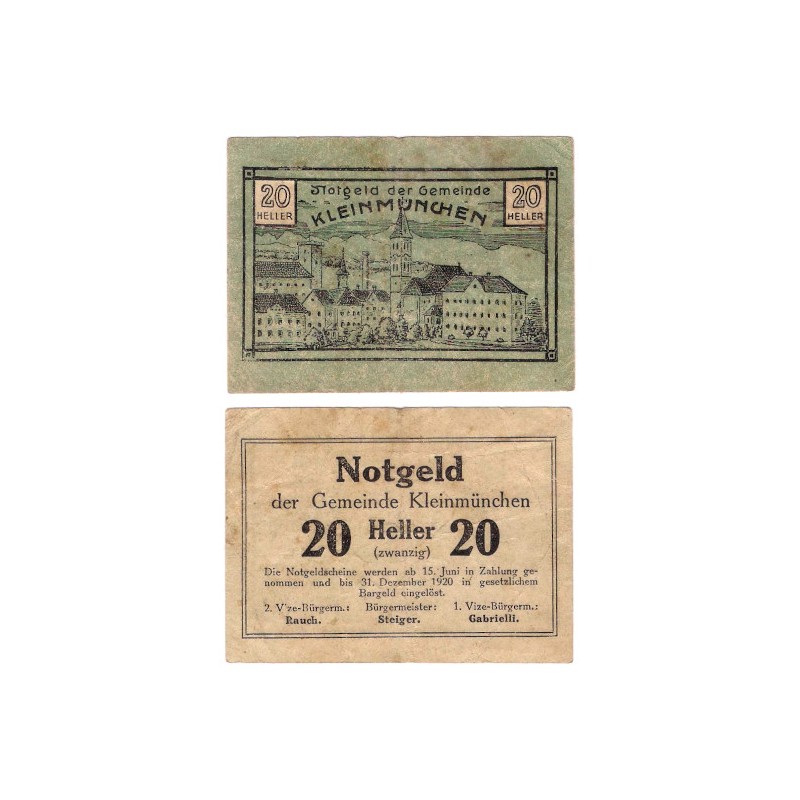 Notgeld der Gemeinde
KLEINMÜNCHEN
20
HELLER
20
HELLER
Notgeld
der Gemeinde Kleinmünchen
20 Heller 20
(zwanzig)
Die Notgeldscheine werden ab 15. Juni in Zahlung ge-
nommen und bis 31. Dezember 1920 in gesetzlichem
Bargeld eingelöst.
2. Vize-Bürgerm.: Bürgermeister: 1. Vize-Bürgerm.:
Rauch. Steiger. Gabrielli.